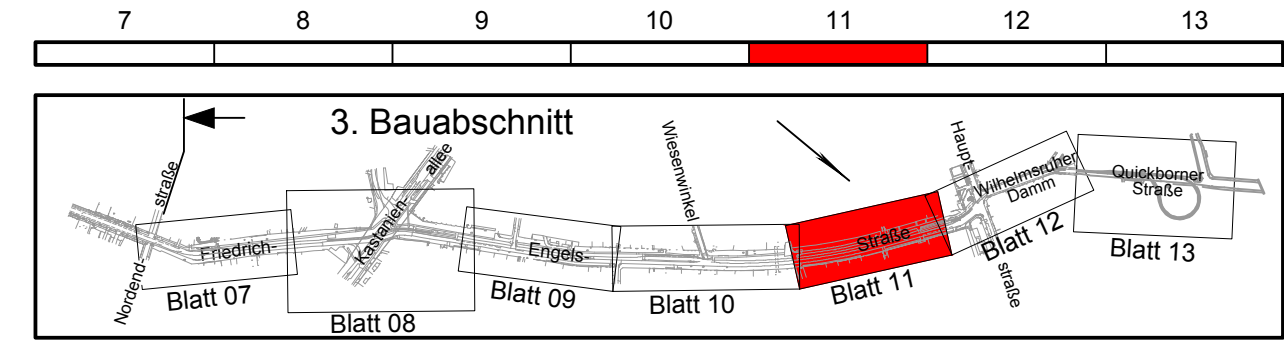 7 8 9 10 11 12 13
3. Bauabschnitt
Nordend-
straße
Friedrich-
Kastanien-
allee
Engels-
Wiesenwinkel
Straße
Haupt-
straße
Wilhelmsruher
Damm
Quickborner
Straße
Blatt 07
Blatt 08
Blatt 09
Blatt 10
Blatt 11
Blatt 12
Blatt 13